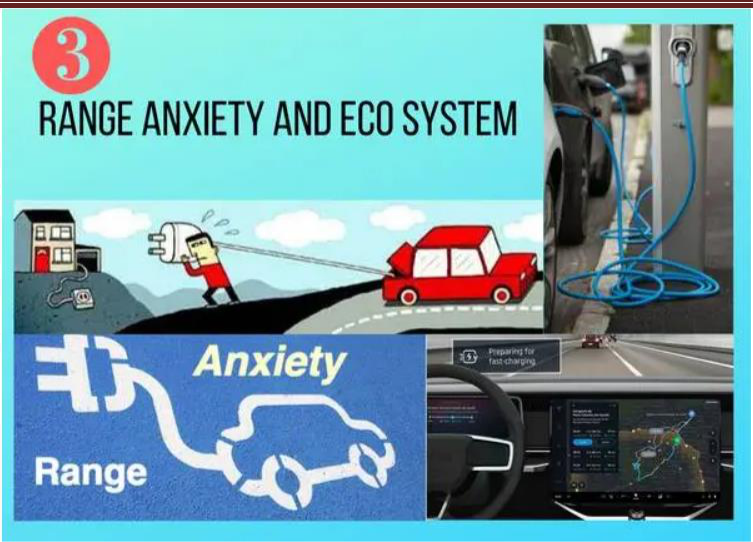 3
RANGE ANXIETY AND ECO SYSTEM
Anxiety
Range
Preparing for
fast-charging